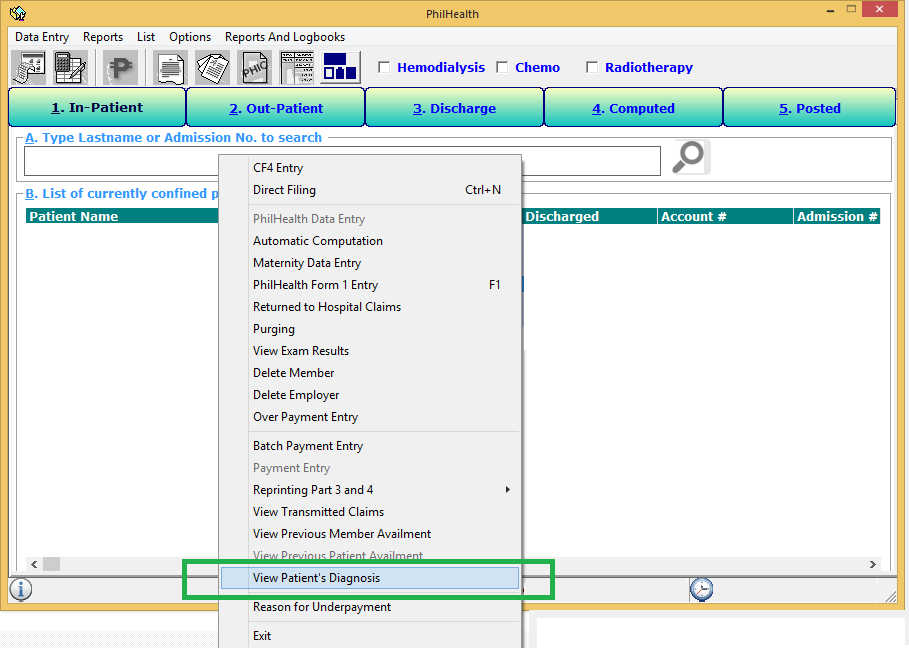 PhilHealth
Data Entry Reports List Options Reports And Logbooks
PHIC Hemodialysis Chemo Radiotherapy
1. In-Patient 2. Out-Patient 3. Discharge 4. Computed 5. Posted
A. Type Lastname or Admission No. to search
B. List of currently confined p
Patient Name Discharged Account # Admission #
CF4 Entry
Direct Filing Ctrl+N
PhilHealth Data Entry
Automatic Computation
Maternity Data Entry
PhilHealth Form 1 Entry F1
Returned to Hospital Claims
Purging
View Exam Results
Delete Member
Delete Employer
Over Payment Entry
Batch Payment Entry
Payment Entry
Reprinting Part 3 and 4
View Transmitted Claims
View Previous Member Availment
View Previous Patient Availment
View Patient's Diagnosis
Reason for Underpayment
Exit